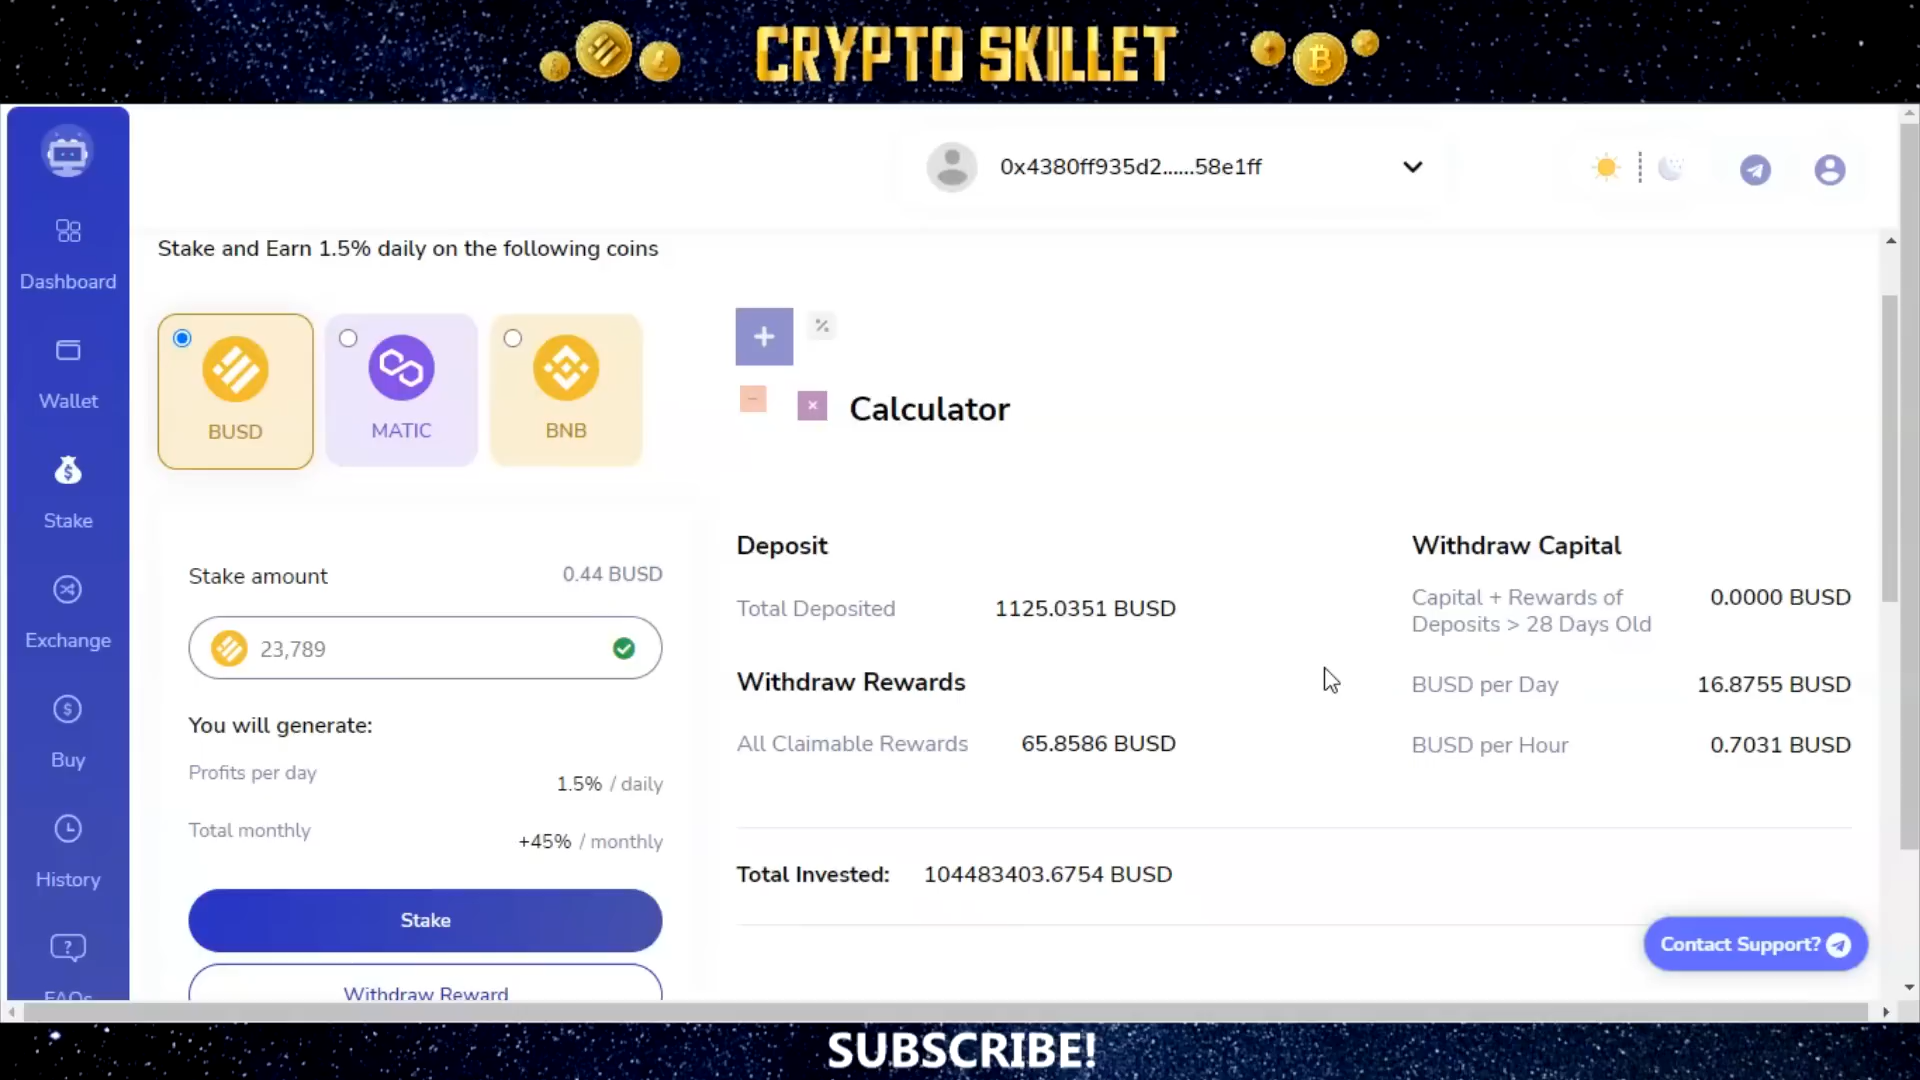 CRYPTO SKILLET
0x4380ff935d2......58e1ff
Dashboard
Wallet
Stake
Exchange
Buy
History
FAQs
Stake and Earn 1.5% daily on the following coins
BUSD
MATIC
BNB
Stake amount
0.44 BUSD
23,789
You will generate:
Profits per day
1.5% / daily
Total monthly
+45% / monthly
Stake
Withdraw Reward
Calculator
Deposit
Total Deposited
1125.0351 BUSD
Withdraw Rewards
All Claimable Rewards
65.8586 BUSD
Withdraw Capital
Capital + Rewards of
Deposits > 28 Days Old
0.0000 BUSD
BUSD per Day
16.8755 BUSD
BUSD per Hour
0.7031 BUSD
Total Invested:
104483403.6754 BUSD
Contact Support?
SUBSCRIBE!